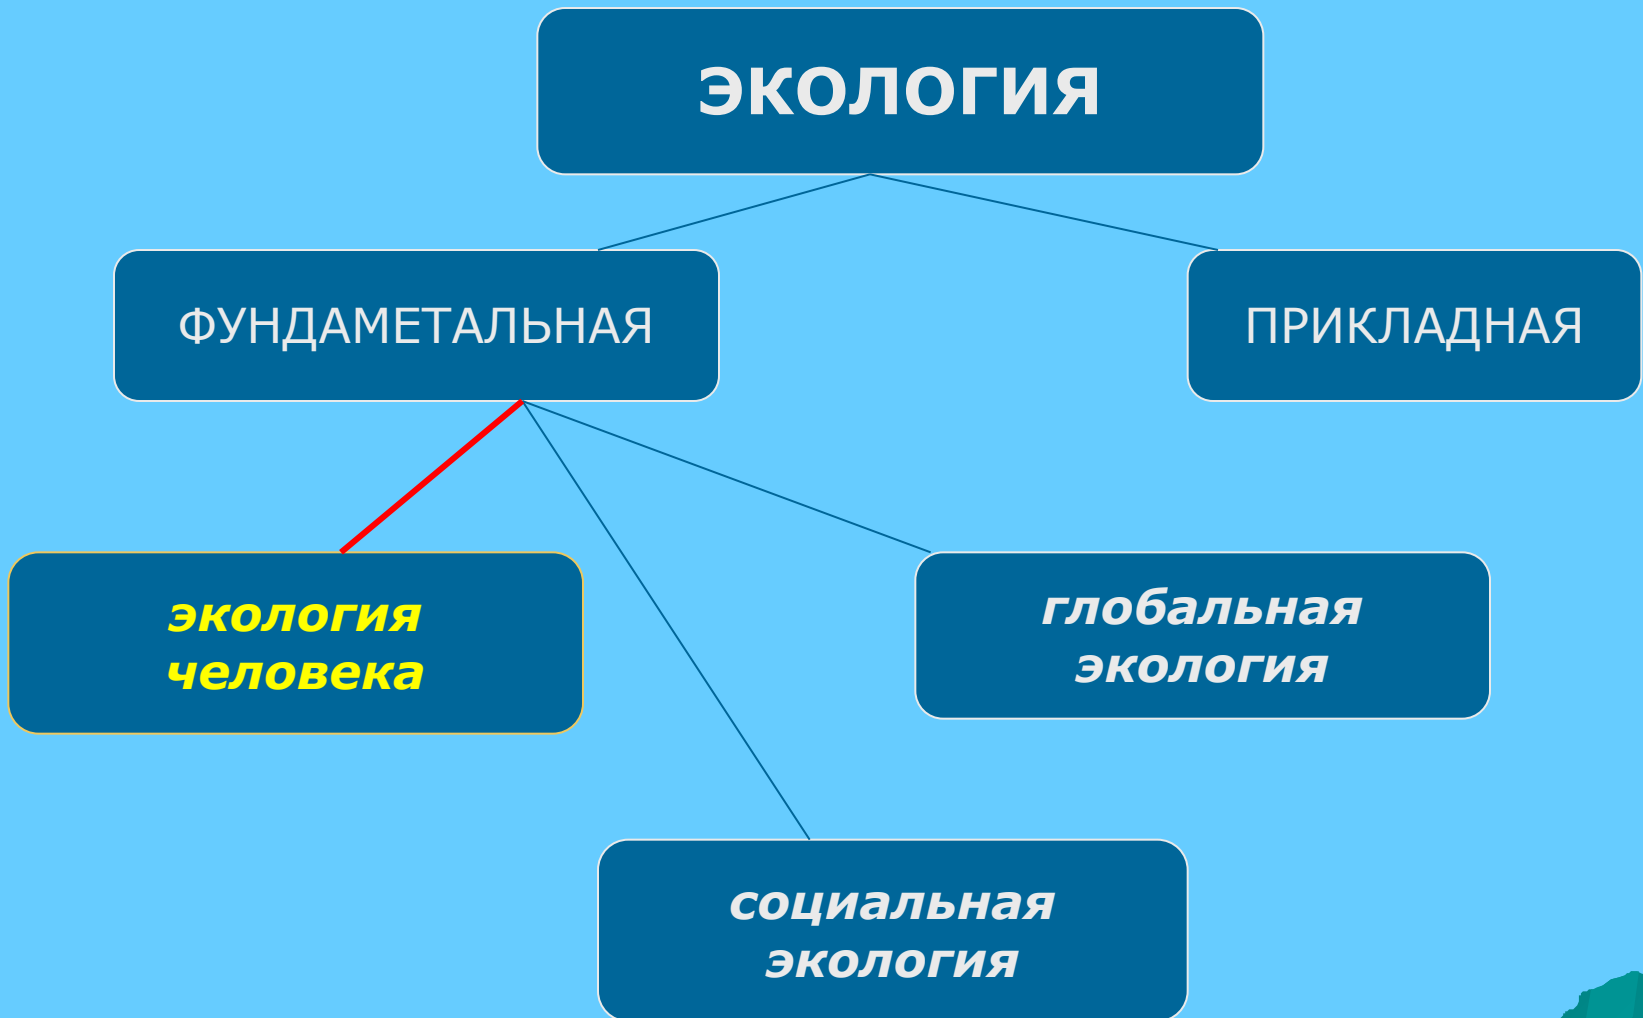 ЭКОЛОГИЯ
ФУНДАМЕТАЛЬНАЯ
ПРИКЛАДНАЯ
экология
человека
глобальная
экология
социальная
экология